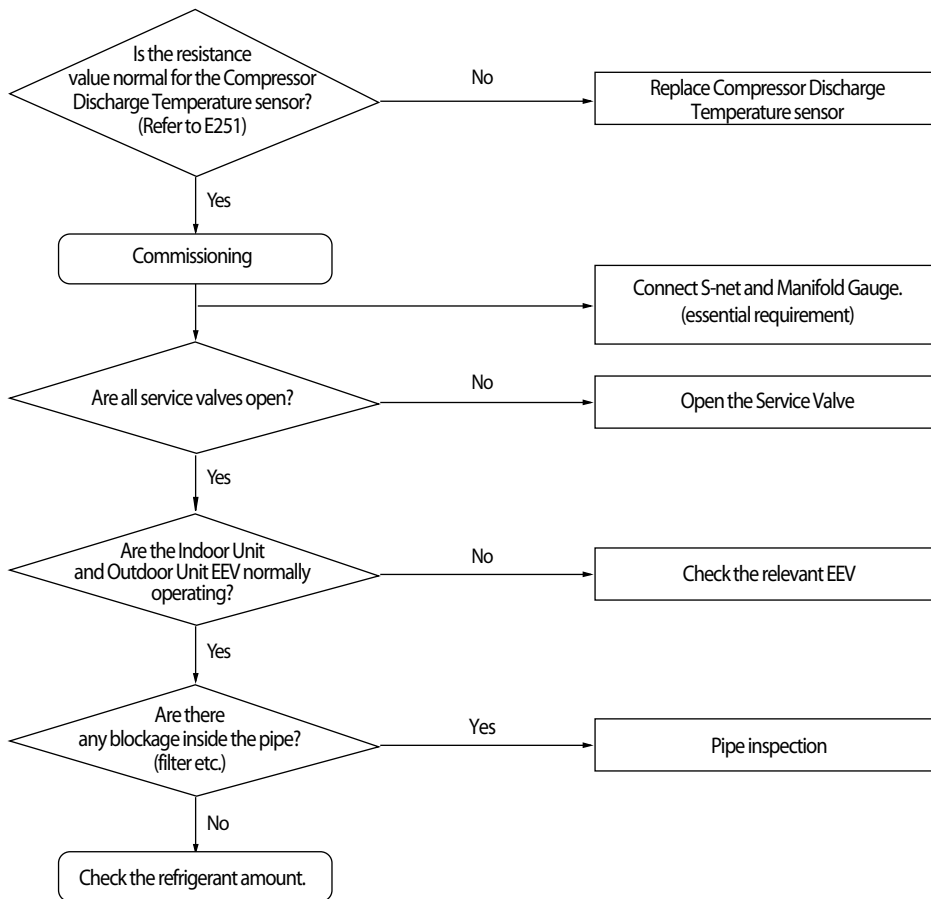 Is the resistance
value normal for the Compressor
Discharge Temperature sensor?
(Refer to E251)
No
Replace Compressor Discharge
Temperature sensor
Yes
Commissioning
Connect S-net and Manifold Gauge.
(essential requirement)
Are all service valves open?
No
Open the Service Valve
Yes
Are the Indoor Unit
and Outdoor Unit EEV normally
operating?
No
Check the relevant EEV
Yes
Are there
any blockage inside the pipe?
(filter etc.)
Yes
Pipe inspection
No
Check the refrigerant amount.